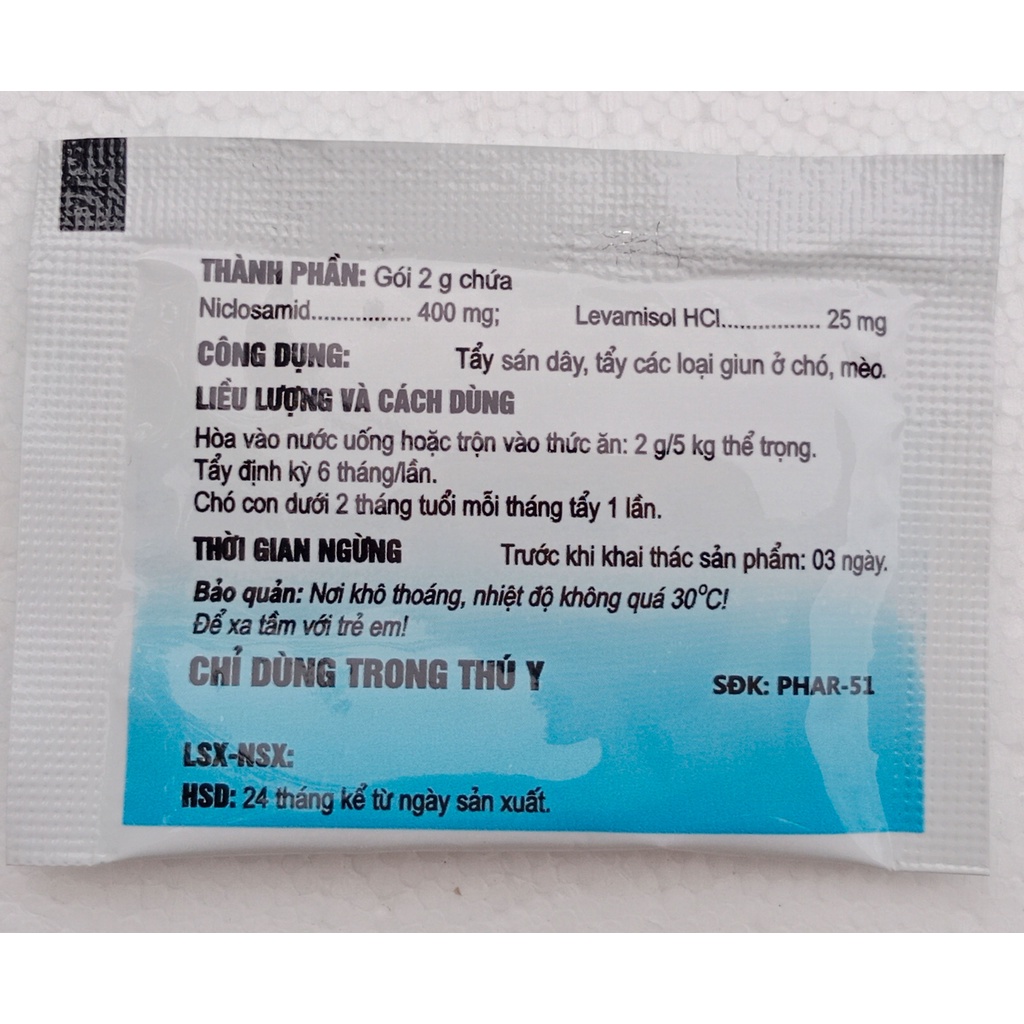 THÀNH PHẦN: Gói 2 g chứa
Niclosamid................ 400 mg; Levamisol HCl................ 25 mg
CÔNG DỤNG: Tẩy sán dây, tẩy các loại giun ở chó, mèo.
LIỀU LƯỢNG VÀ CÁCH DÙNG
Hòa vào nước uống hoặc trộn vào thức ăn: 2 g/5 kg thể trọng.
Tẩy định kỳ 6 tháng/lần.
Chó con dưới 2 tháng tuổi mỗi tháng tẩy 1 lần.
THỜI GIAN NGỪNG Trước khi khai thác sản phẩm: 03 ngày.
Bảo quản: Nơi khô thoáng, nhiệt độ không quá 30°C!
Để xa tầm với trẻ em!
CHỈ DÙNG TRONG THÚ Y SĐK: PHAR-51
LSX-NSX:
HSD: 24 tháng kể từ ngày sản xuất.